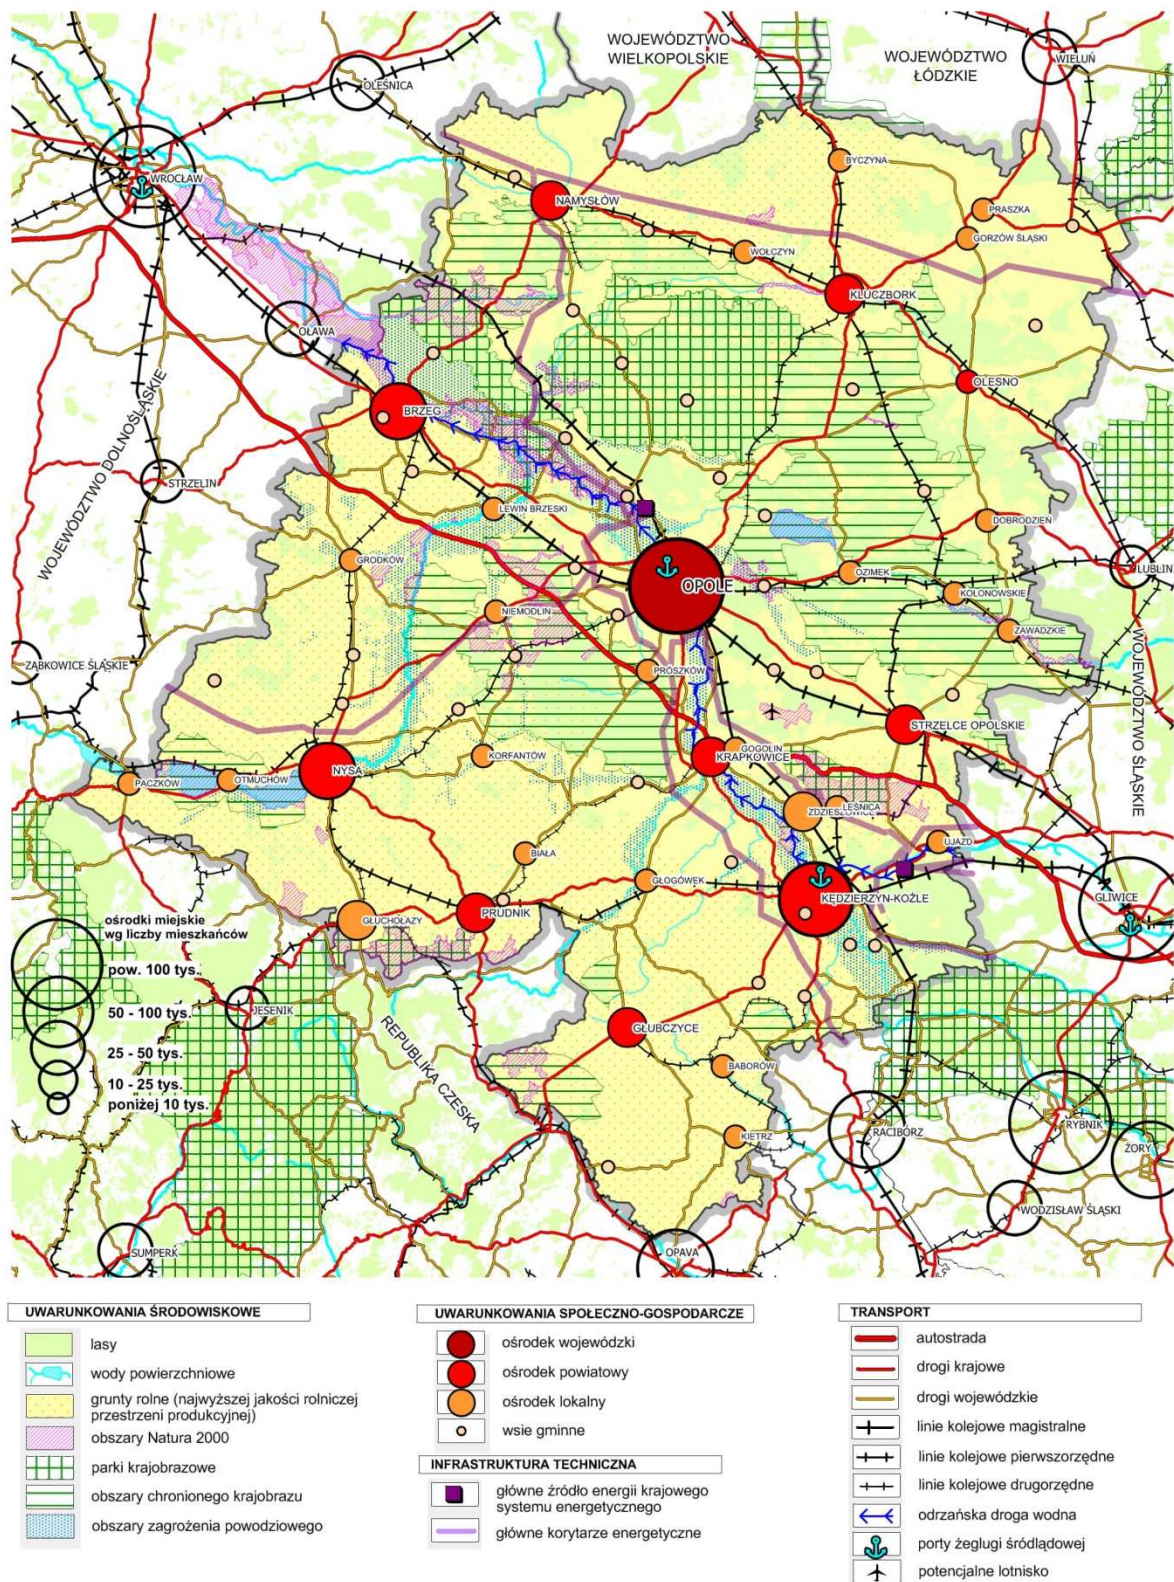 WOJEWÓDZTWO
WIELKOPOLSKIE
WOJEWÓDZTWO
ŁÓDZKIE
WIELUŃ
OLEŚNICA
BYCZYNA
WROCŁAW
NAMYSŁÓW
PRASZKA
GORZÓW ŚLĄSKI
WOŁCZYN
KLUCZBORK
OŁAWA
OLESNO
BRZEG
WOJEWÓDZTWO DOLNOŚLĄSKIE
STRZELIN
LEWIN BRZESKI
DOBRODZIEŃ
GRODKÓW
OPOLE
OZIMEK
LUBLIN
KOLONOWSKIE
NIEMODLIN
ZAWADZKIE
ZĄBKOWICE ŚLĄSKIE
PRÓSZKÓW
WOJEWÓDZTWO ŚLĄSKIE
STRZELCE OPOLSKIE
GOGOLIN
KRAPKOWICE
KORFANTÓW
NYSA
OTMUCHÓW
PACZKÓW
LEŚNICA
ZDZIESZOWICE
UJAZD
BIAŁA
GŁOGÓWEK
KĘDZIERZYN-KOŹLE
GLIWICE
PRUDNIK
GŁUCHOŁAZY
ośrodki miejskie
wg liczby mieszkańców
pow. 100 tys.
50 - 100 tys.
25 - 50 tys.
10 - 25 tys.
poniżej 10 tys.
JESENIK
REPUBLIKA CZESKA
GŁUBCZYCE
BABORÓW
KIETRZ
RACIBÓRZ
RYBNIK
ŻORY
WODZISŁAW ŚLĄSKI
SUMPERK
OPAVA
UWARUNKOWANIA ŚRODOWISKOWE
lasy
wody powierzchniowe
grunty rolne (najwyższej jakości rolniczej
przestrzeni produkcyjnej)
obszary Natura 2000
parki krajobrazowe
obszary chronionego krajobrazu
obszary zagrożenia powodziowego
UWARUNKOWANIA SPOŁECZNO-GOSPODARCZE
ośrodek wojewódzki
ośrodek powiatowy
ośrodek lokalny
wsie gminne
INFRASTRUKTURA TECHNICZNA
główne źródło energii krajowego
systemu energetycznego
główne korytarze energetyczne
TRANSPORT
autostrada
drogi krajowe
drogi wojewódzkie
linie kolejowe magistralne
linie kolejowe pierwszorzędne
linie kolejowe drugorzędne
odrzańska droga wodna
porty żeglugi śródlądowej
potencjalne lotnisko